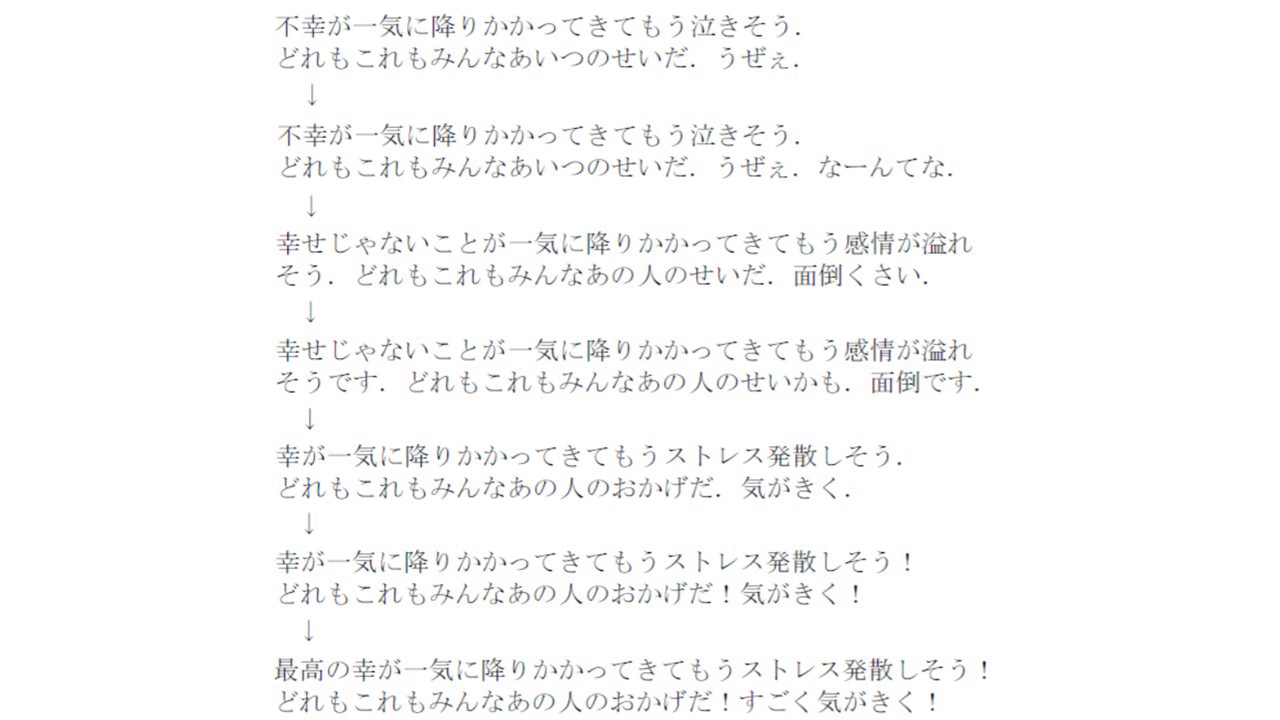 不幸が一気に降りかかってきてもう泣きそう．
どれもこれもみんなあいつのせいだ．うぜぇ．
↓
不幸が一気に降りかかってきてもう泣きそう．
どれもこれもみんなあいつのせいだ．うぜぇ．なーんてな．
↓
幸せじゃないことが一気に降りかかってきてもう感情が溢れ
そう．どれもこれもみんなあの人のせいだ．面倒くさい．
↓
幸せじゃないことが一気に降りかかってきてもう感情が溢れ
そうです．どれもこれもみんなあの人のせいかも．面倒です．
↓
幸が一気に降りかかってきてもうストレス発散しそう．
どれもこれもみんなあの人のおかげだ．気がきく．
↓
幸が一気に降りかかってきてもうストレス発散しそう！
どれもこれもみんなあの人のおかげだ！気がきく！
↓
最高の幸が一気に降りかかってきてもうストレス発散しそう！
どれもこれもみんなあの人のおかげだ！すごく気がきく！